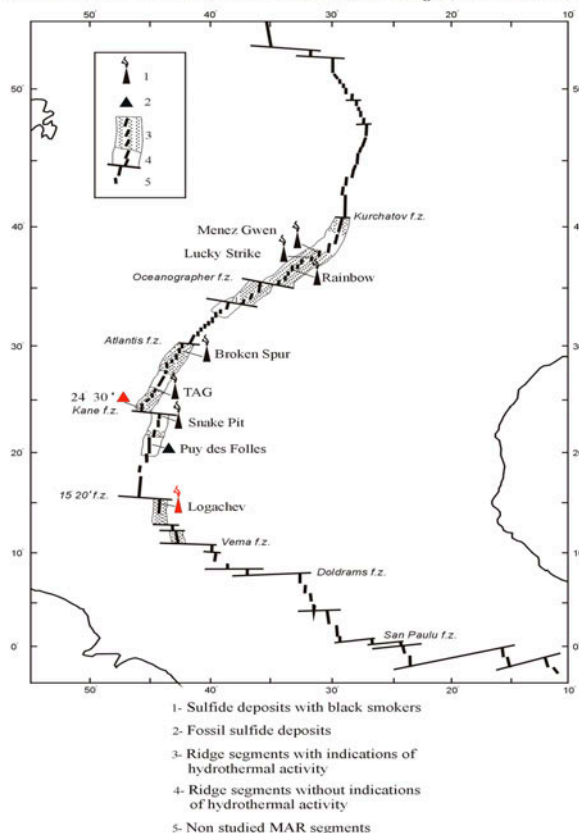 50°
40°
30°
20°
10°
0°
1
2
3
4
5
Kurchatov f.z.
Menez Gwen
Lucky Strike
Rainbow
Oceanographer f.z.
Atlantis f.z.
Broken Spur
24° 30'
TAG
Kane f.z.
Snake Pit
Puy des Folles
15 20' f.z.
Logachev
Vema f.z.
Doldrams f.z.
San Paulu f.z.
50°
40°
30°
20°
10°
0°
50°
40°
30°
20°
10°
1- Sulfide deposits with black smokers
2- Fossil sulfide deposits
3- Ridge segments with indications of
hydrothermal activity
4- Ridge segments without indications
of hydrothermal activity
5- Non studied MAR segments